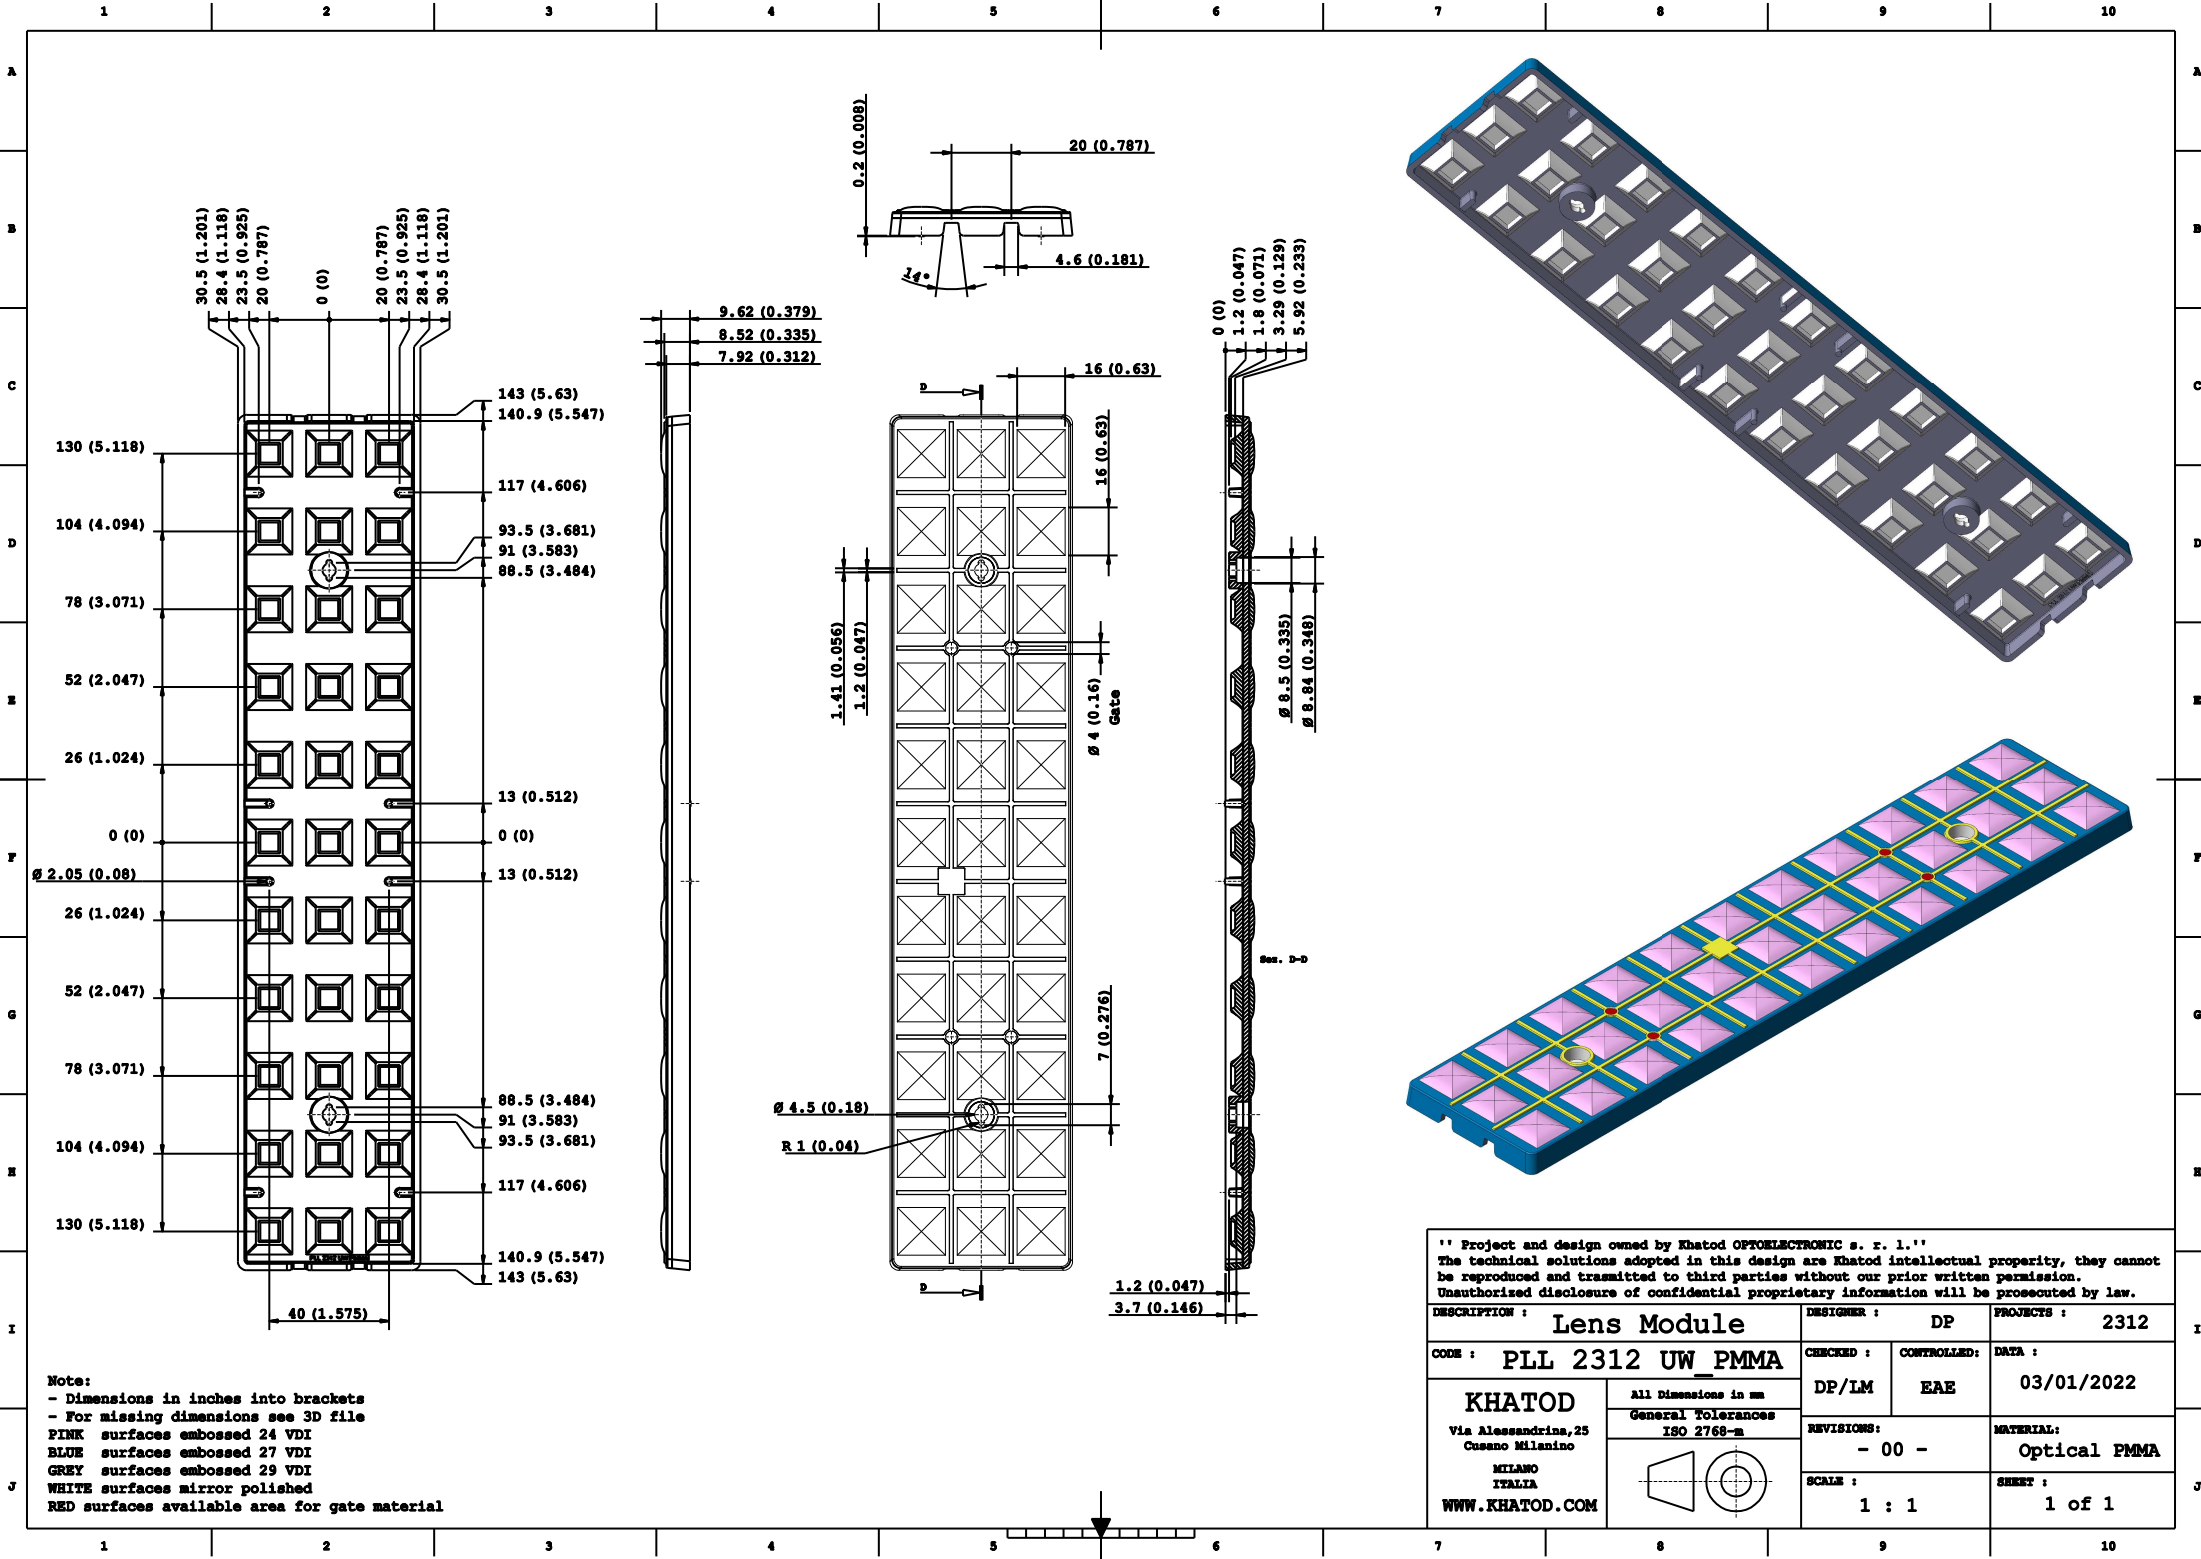 1 2 3 4 5 6 7 8 9 10
A A
B B
C C
D D
E E
F F
G G
H H
I I
J J
30.5 (1.201)
28.4 (1.118)
23.5 (0.925)
20 (0.787)
0 (0)
20 (0.787)
23.5 (0.925)
28.4 (1.118)
30.5 (1.201)
130 (5.118)
104 (4.094)
78 (3.071)
52 (2.047)
26 (1.024)
0 (0)
Ø 2.05 (0.08)
26 (1.024)
52 (2.047)
78 (3.071)
104 (4.094)
130 (5.118)
40 (1.575)
143 (5.63)
140.9 (5.547)
117 (4.606)
93.5 (3.681)
91 (3.583)
88.5 (3.484)
13 (0.512)
0 (0)
13 (0.512)
88.5 (3.484)
91 (3.583)
93.5 (3.681)
117 (4.606)
140.9 (5.547)
143 (5.63)
9.62 (0.379)
8.52 (0.335)
7.92 (0.312)
0.2 (0.008)
20 (0.787)
14°
4.6 (0.181)
D
16 (0.63)
16 (0.63)
1.41 (0.056)
1.2 (0.047)
Ø 4 (0.16)
Gate
7 (0.276)
Ø 4.5 (0.18)
R 1 (0.04)
D
0 (0)
1.2 (0.047)
1.8 (0.071)
3.29 (0.129)
5.92 (0.233)
Ø 8.5 (0.335)
Ø 8.84 (0.348)
Sez. D-D
1.2 (0.047)
3.7 (0.146)
Note:
- Dimensions in inches into brackets
- For missing dimensions see 3D file
PINK surfaces embossed 24 VDI
BLUE surfaces embossed 27 VDI
GREY surfaces embossed 29 VDI
WHITE surfaces mirror polished
RED surfaces available area for gate material
'' Project and design owned by Khatod OPTOELECTRONIC s. r. l.''
The technical solutions adopted in this design are Khatod intellectual properity, they cannot
be reproduced and trasmitted to third parties without our prior written permission.
Unauthorized disclosure of confidential proprietary information will be prosecuted by law.
DESCRIPTION : Lens Module
DESIGNER : DP
PROJECTS : 2312
CODE : PLL 2312 UW_PMMA
CHECKED : DP/LM
CONTROLLED: EAE
DATA : 03/01/2022
KHATOD
Via Alessandrina,25
Cusano Milanino
MILANO
ITALIA
WWW.KHATOD.COM
All Dimensions in mm
General Tolerances
ISO 2768-m
REVISIONS: - 00 -
MATERIAL: Optical PMMA
SCALE : 1 : 1
SHEET : 1 of 1
1 2 3 4 5 6 7 8 9 10